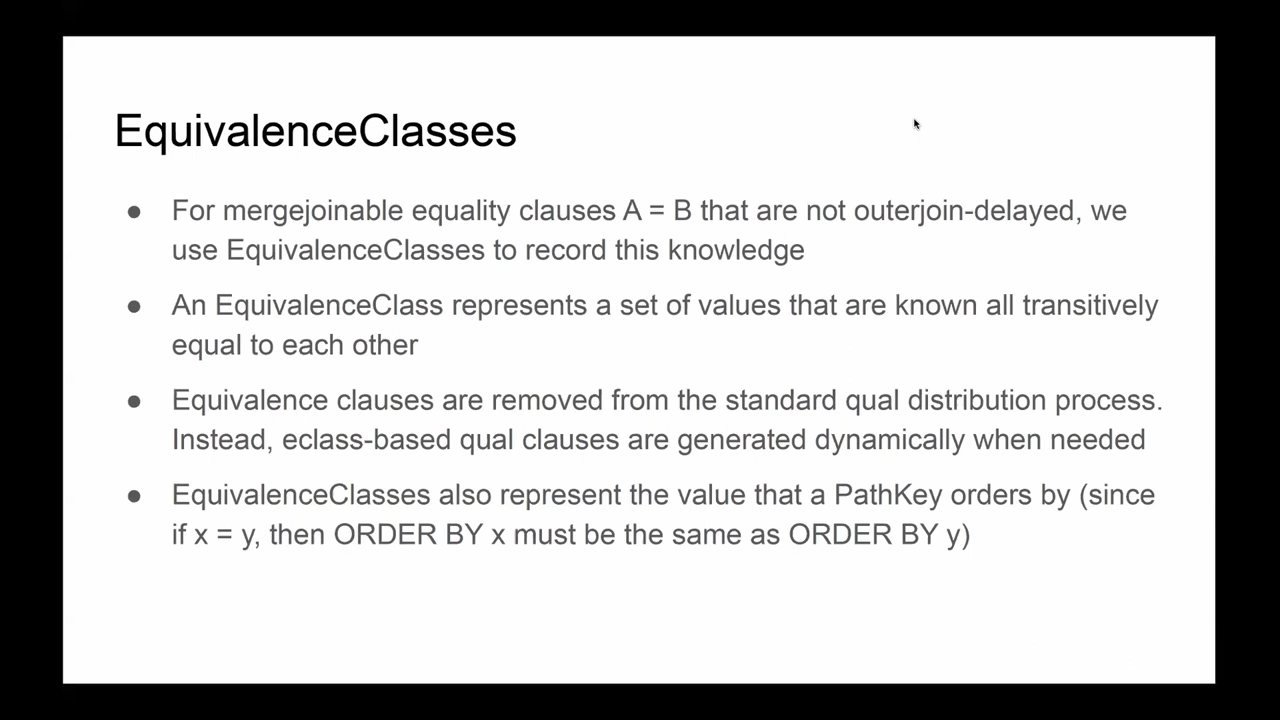 EquivalenceClasses
● For mergejoinable equality clauses A = B that are not outerjoin-delayed, we
use EquivalenceClasses to record this knowledge
● An EquivalenceClass represents a set of values that are known all transitively
equal to each other
● Equivalence clauses are removed from the standard qual distribution process.
Instead, eclass-based qual clauses are generated dynamically when needed
● EquivalenceClasses also represent the value that a PathKey orders by (since
if x = y, then ORDER BY x must be the same as ORDER BY y)